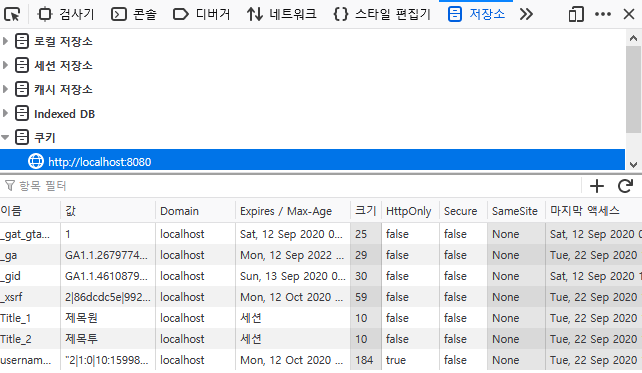 검사기 콘솔 디버거 네트워크 스타일 편집기 저장소
로컬 저장소
세션 저장소
캐시 저장소
Indexed DB
쿠키
http://localhost:8080
항목 필터
이름 값 Domain Expires / Max-Age 크기 HttpOnly Secure SameSite 마지막 액세스
_gat_gta... 1 localhost Sat, 12 Sep 2020 0... 25 false false None Sat, 12 Sep 2020 0
_ga GA1.1.2679774... localhost Mon, 12 Sep 2022 ... 29 false false None Tue, 22 Sep 2020
_gid GA1.1.4610879... localhost Sun, 13 Sep 2020 0... 30 false false None Sat, 12 Sep 2020 1
_xsrf 2|86dcdc5e|992... localhost Mon, 12 Oct 2020 ... 59 false false None Tue, 22 Sep 2020
Title_1 제목원 localhost 세션 10 false false None Tue, 22 Sep 2020
Title_2 제목투 localhost 세션 10 false false None Tue, 22 Sep 2020
usernam... "2|1:0|10:15998... localhost Mon, 12 Oct 2020 ... 184 true false None Tue, 22 Sep 2020